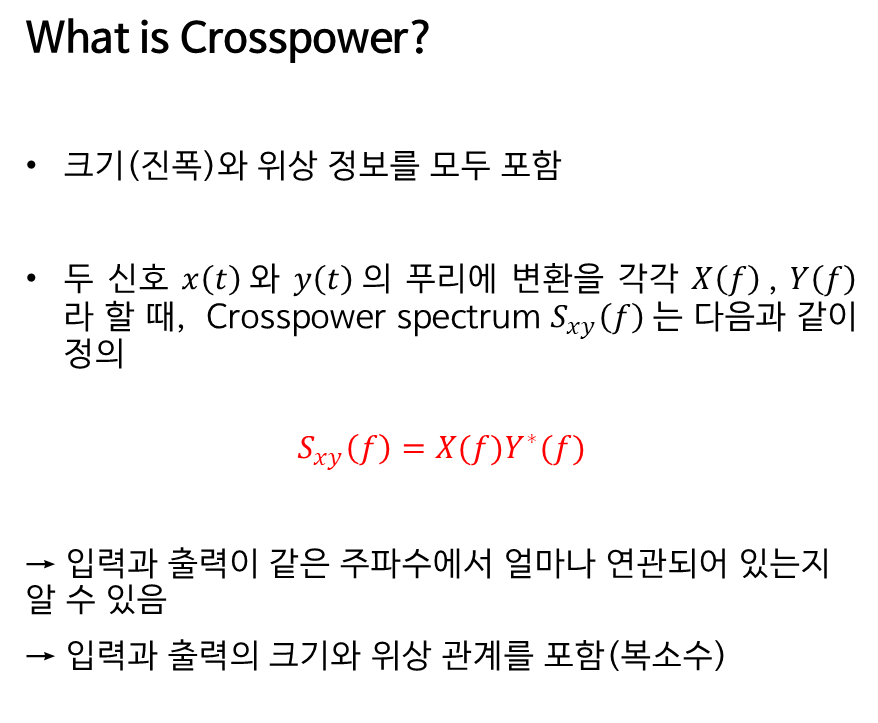 What is Crosspower?
• 크기(진폭)와 위상 정보를 모두 포함
• 두 신호 x(t) 와 y(t) 의 푸리에 변환을 각각 X(f) , Y(f)
라 할 때, Crosspower spectrum Sxy(f) 는 다음과 같이
정의
Sxy(f) = X(f)Y*(f)
→ 입력과 출력이 같은 주파수에서 얼마나 연관되어 있는지
알 수 있음
→ 입력과 출력의 크기와 위상 관계를 포함(복소수)